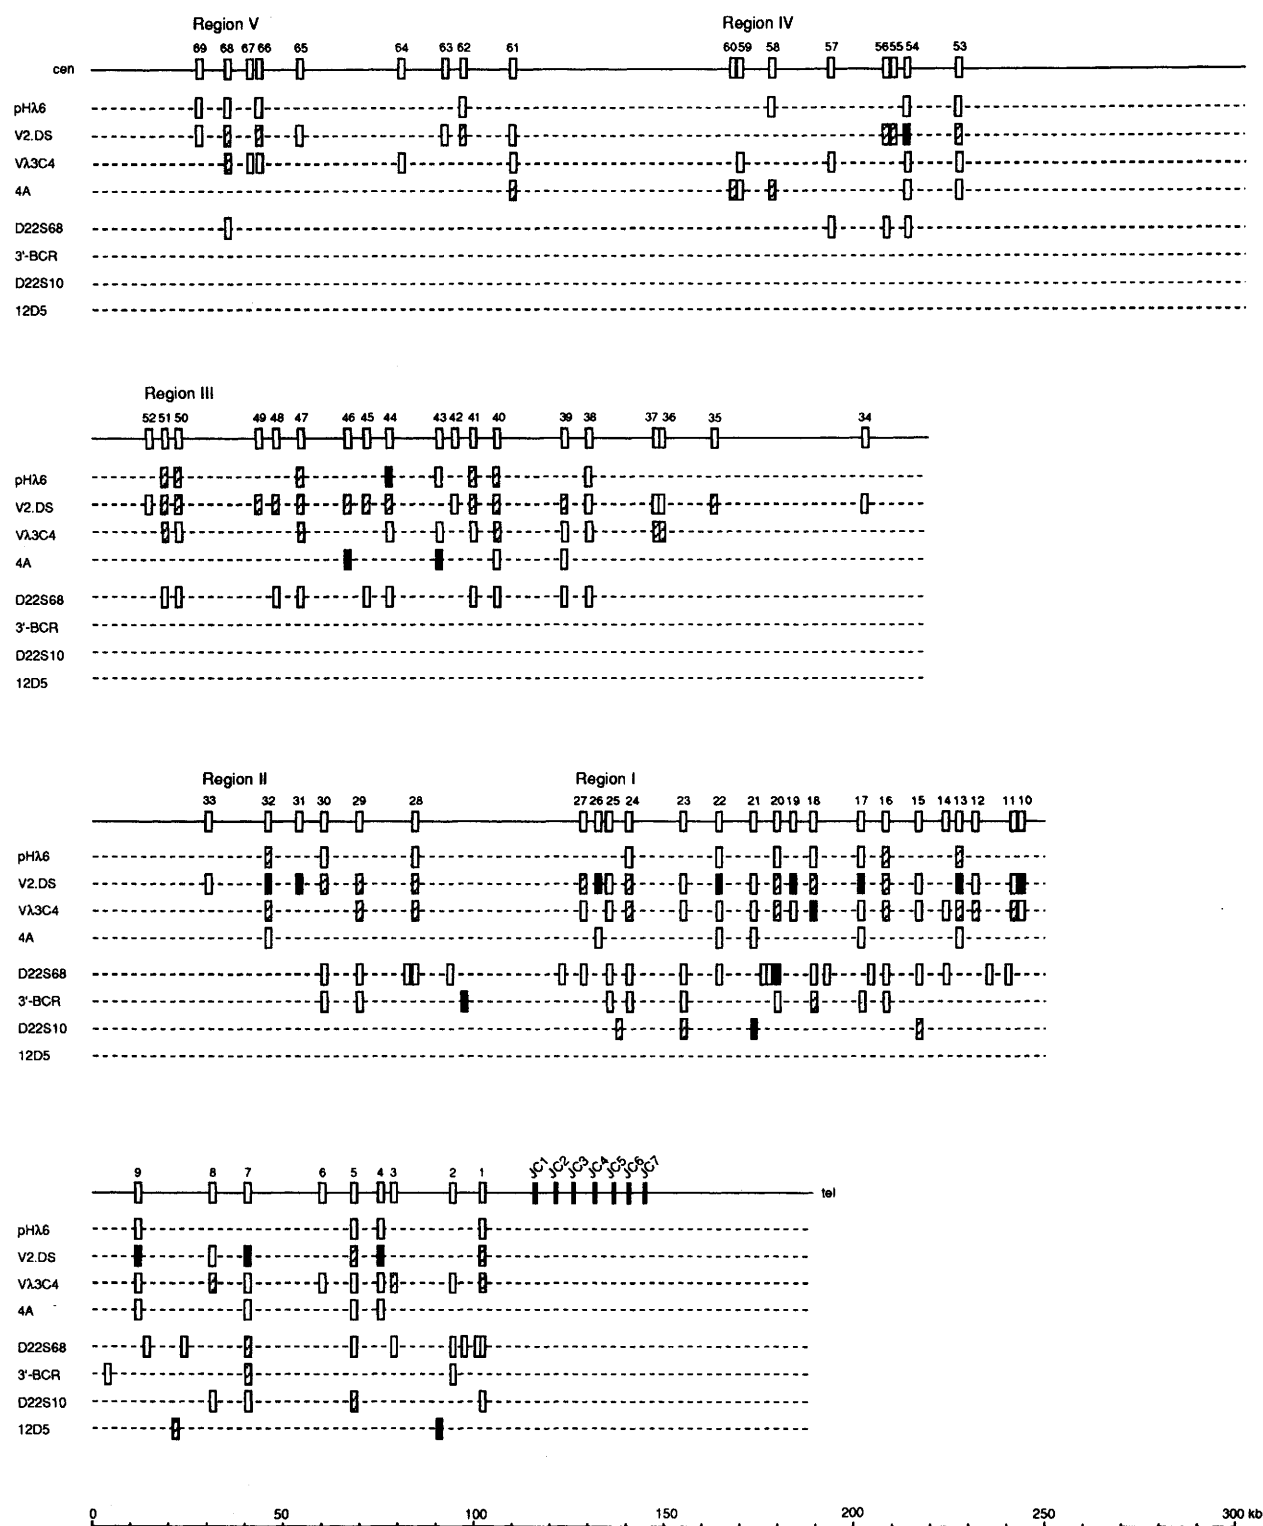 Region V Region IV
69 68 67 66 65 64 63 62 61 60 59 58 57 56 55 54 53
cen
pHλ6
V2.DS
Vλ3C4
4A
D22S68
3'-BCR
D22S10
12D5
Region III
52 51 50 49 48 47 46 45 44 43 42 41 40 39 38 37 36 35 34
pHλ6
V2.DS
Vλ3C4
4A
D22S68
3'-BCR
D22S10
12D5
Region II Region I
33 32 31 30 29 28 27 26 25 24 23 22 21 20 19 18 17 16 15 14 13 12 11 10
pHλ6
V2.DS
Vλ3C4
4A
D22S68
3'-BCR
D22S10
12D5
9 8 7 6 5 4 3 2 1 JC1 JC2 JC3 JC4 JC5 JC6 JC7
tel
pHλ6
V2.DS
Vλ3C4
4A
D22S68
3'-BCR
D22S10
12D5
0 50 100 150 200 250 300 kb